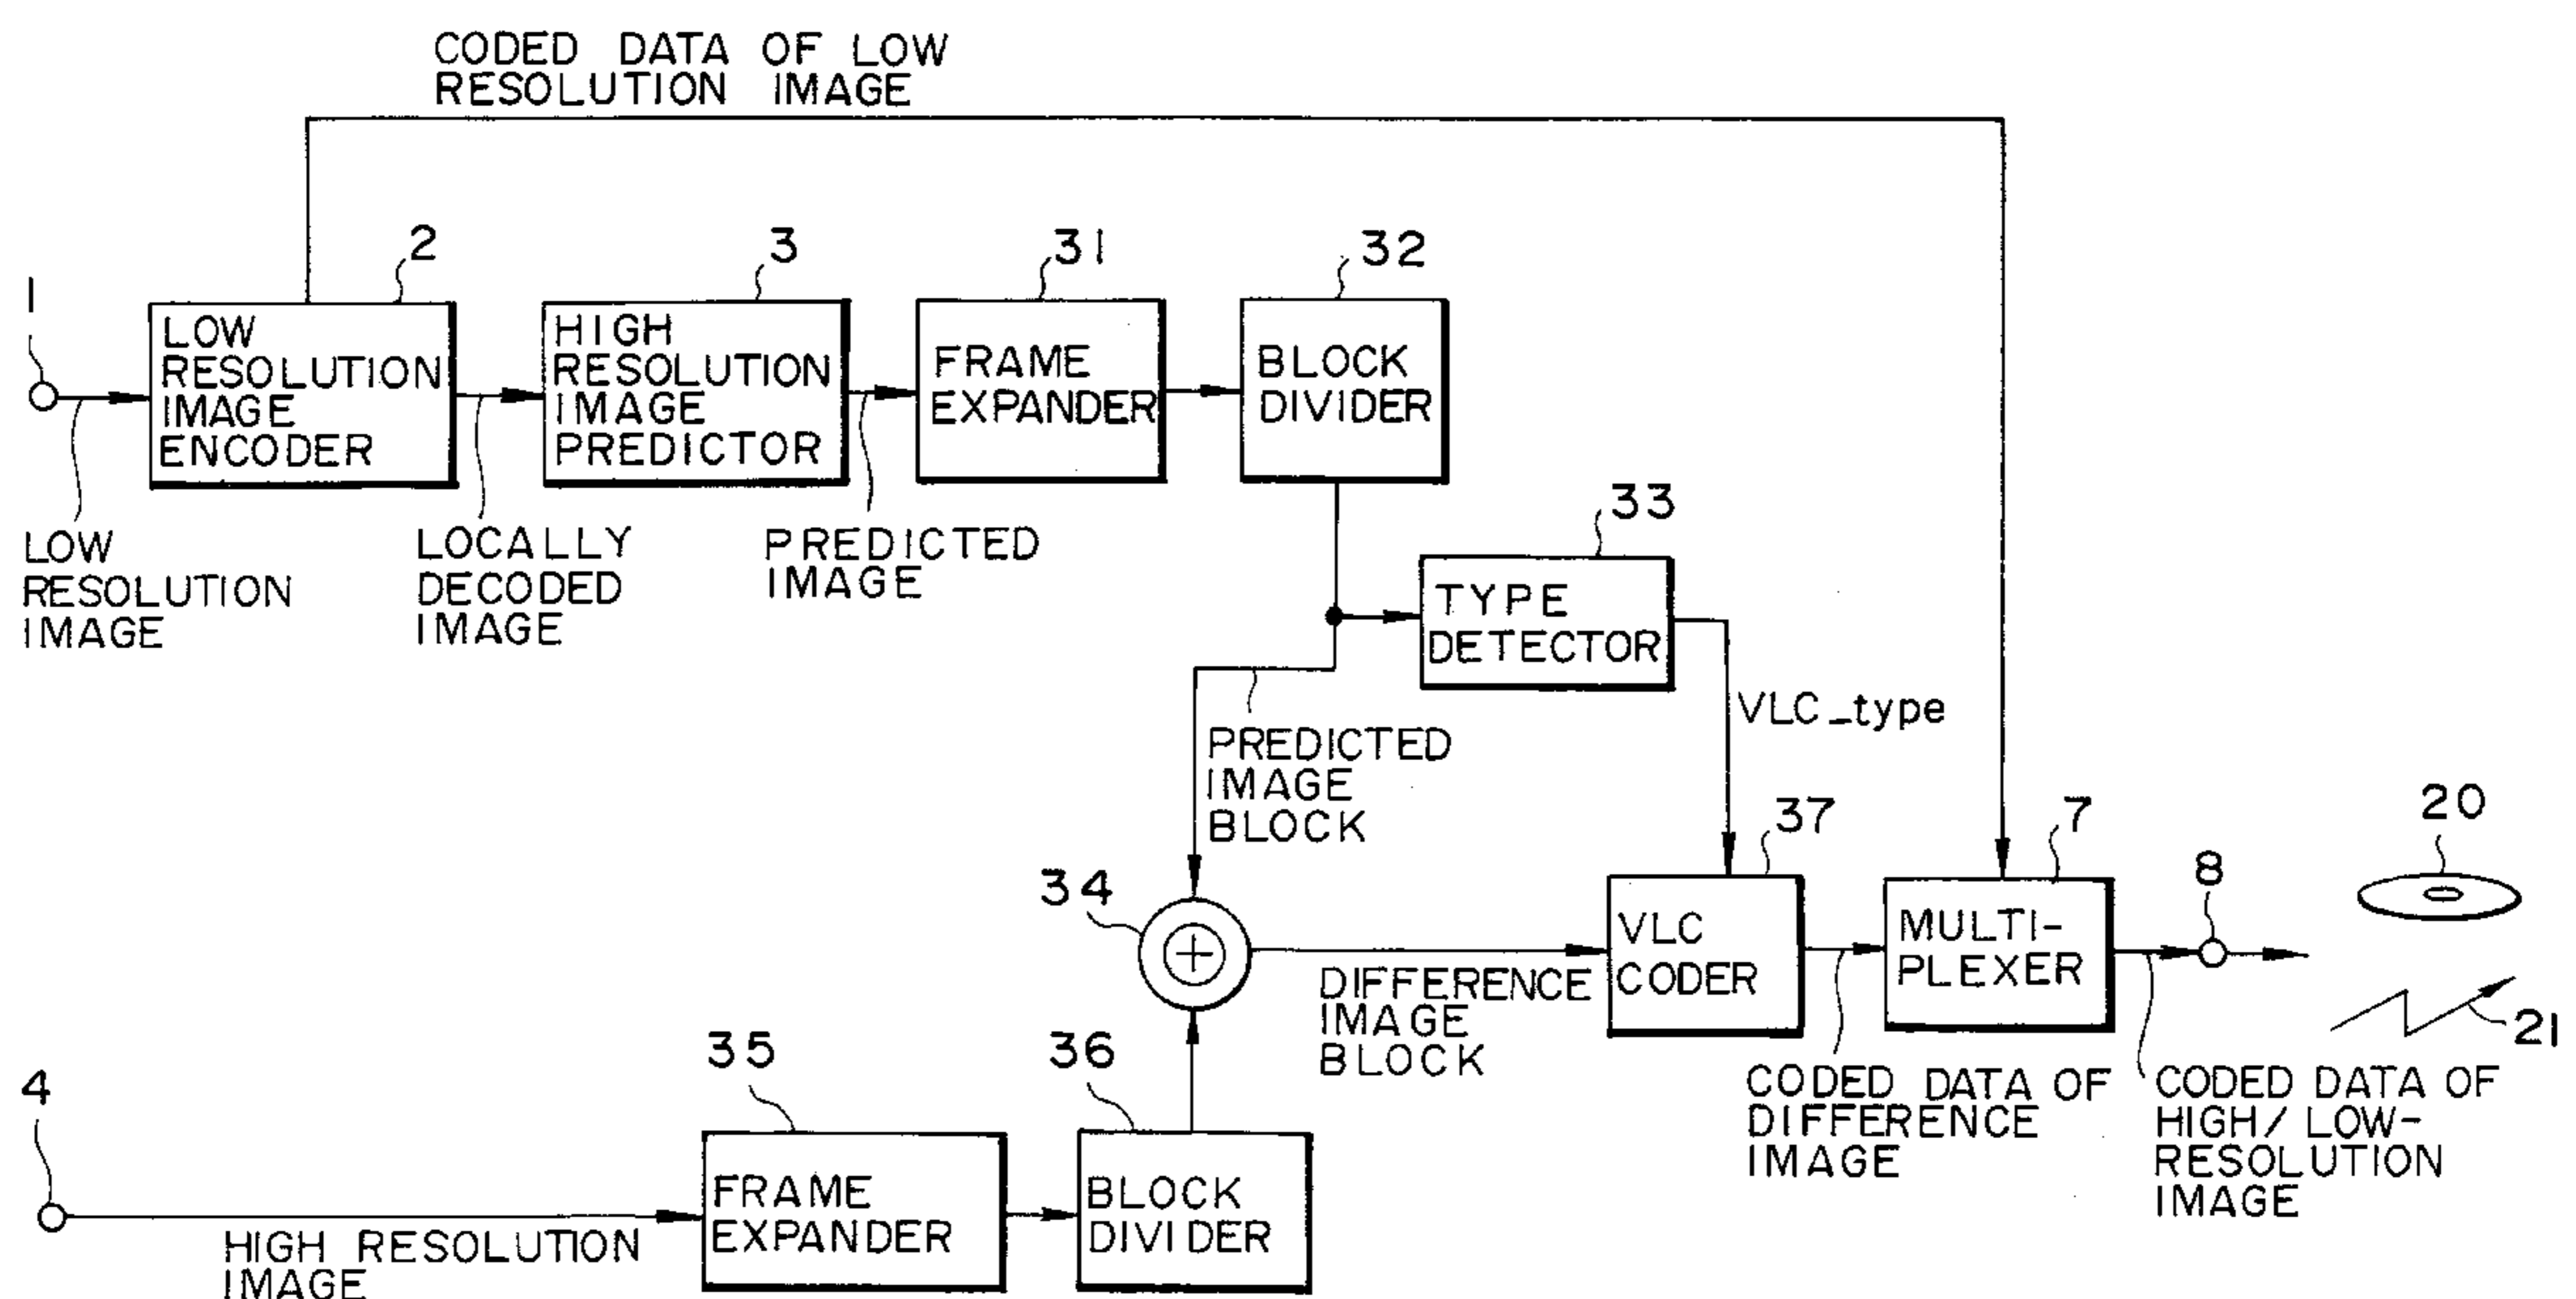 CODED DATA OF LOW
RESOLUTION IMAGE
1
2
3
31
32
LOW
RESOLUTION
IMAGE
ENCODER
HIGH
RESOLUTION
IMAGE
PREDICTOR
FRAME
EXPANDER
BLOCK
DIVIDER
LOW
RESOLUTION
IMAGE
LOCALLY
DECODED
IMAGE
PREDICTED
IMAGE
33
TYPE
DETECTOR
VLC_type
PREDICTED
IMAGE
BLOCK
34
37
7
8
20
VLC
CODER
MULTI-
PLEXER
DIFFERENCE
IMAGE
BLOCK
21
CODED DATA OF
DIFFERENCE
IMAGE
CODED DATA OF
HIGH/LOW-
RESOLUTION
IMAGE
4
35
36
HIGH RESOLUTION
IMAGE
FRAME
EXPANDER
BLOCK
DIVIDER